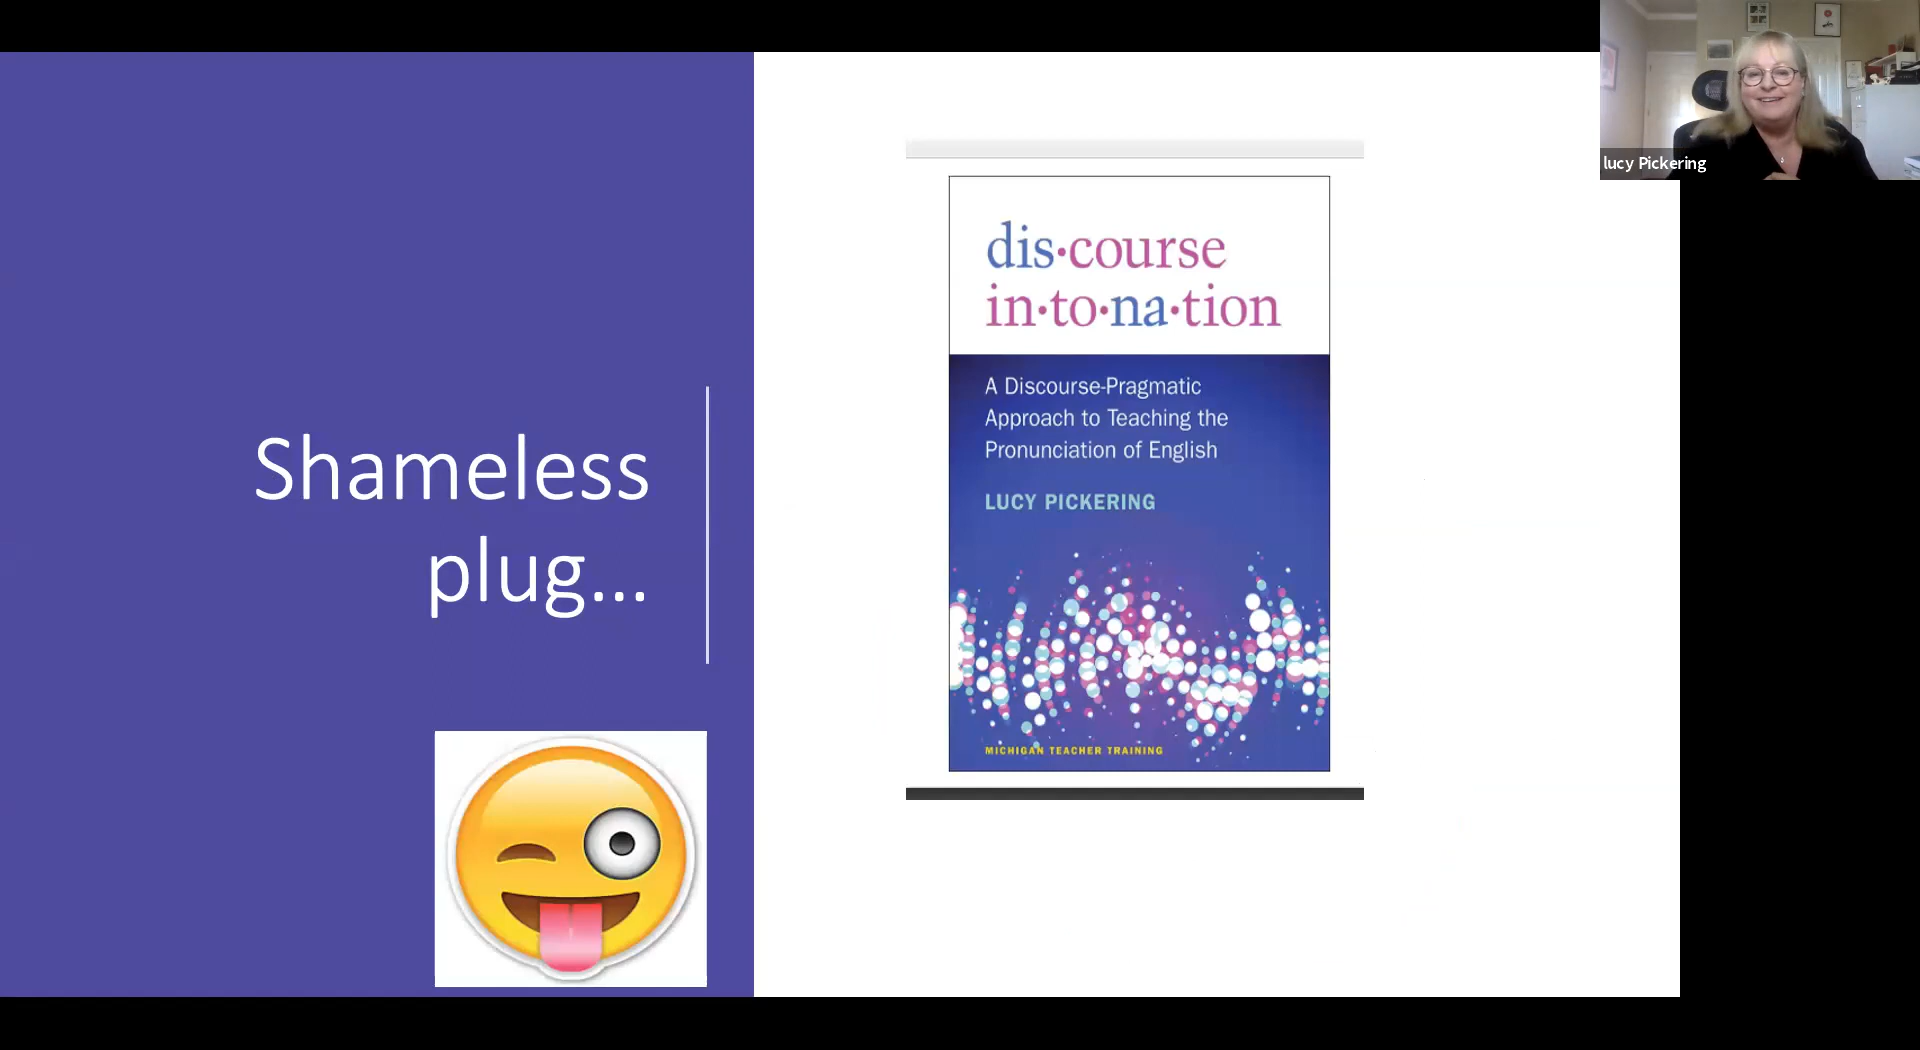 Shameless
plug...
dis·course
in·to·na·tion
A Discourse-Pragmatic
Approach to Teaching the
Pronunciation of English
LUCY PICKERING
MICHIGAN TEACHER TRAINING
lucy Pickering